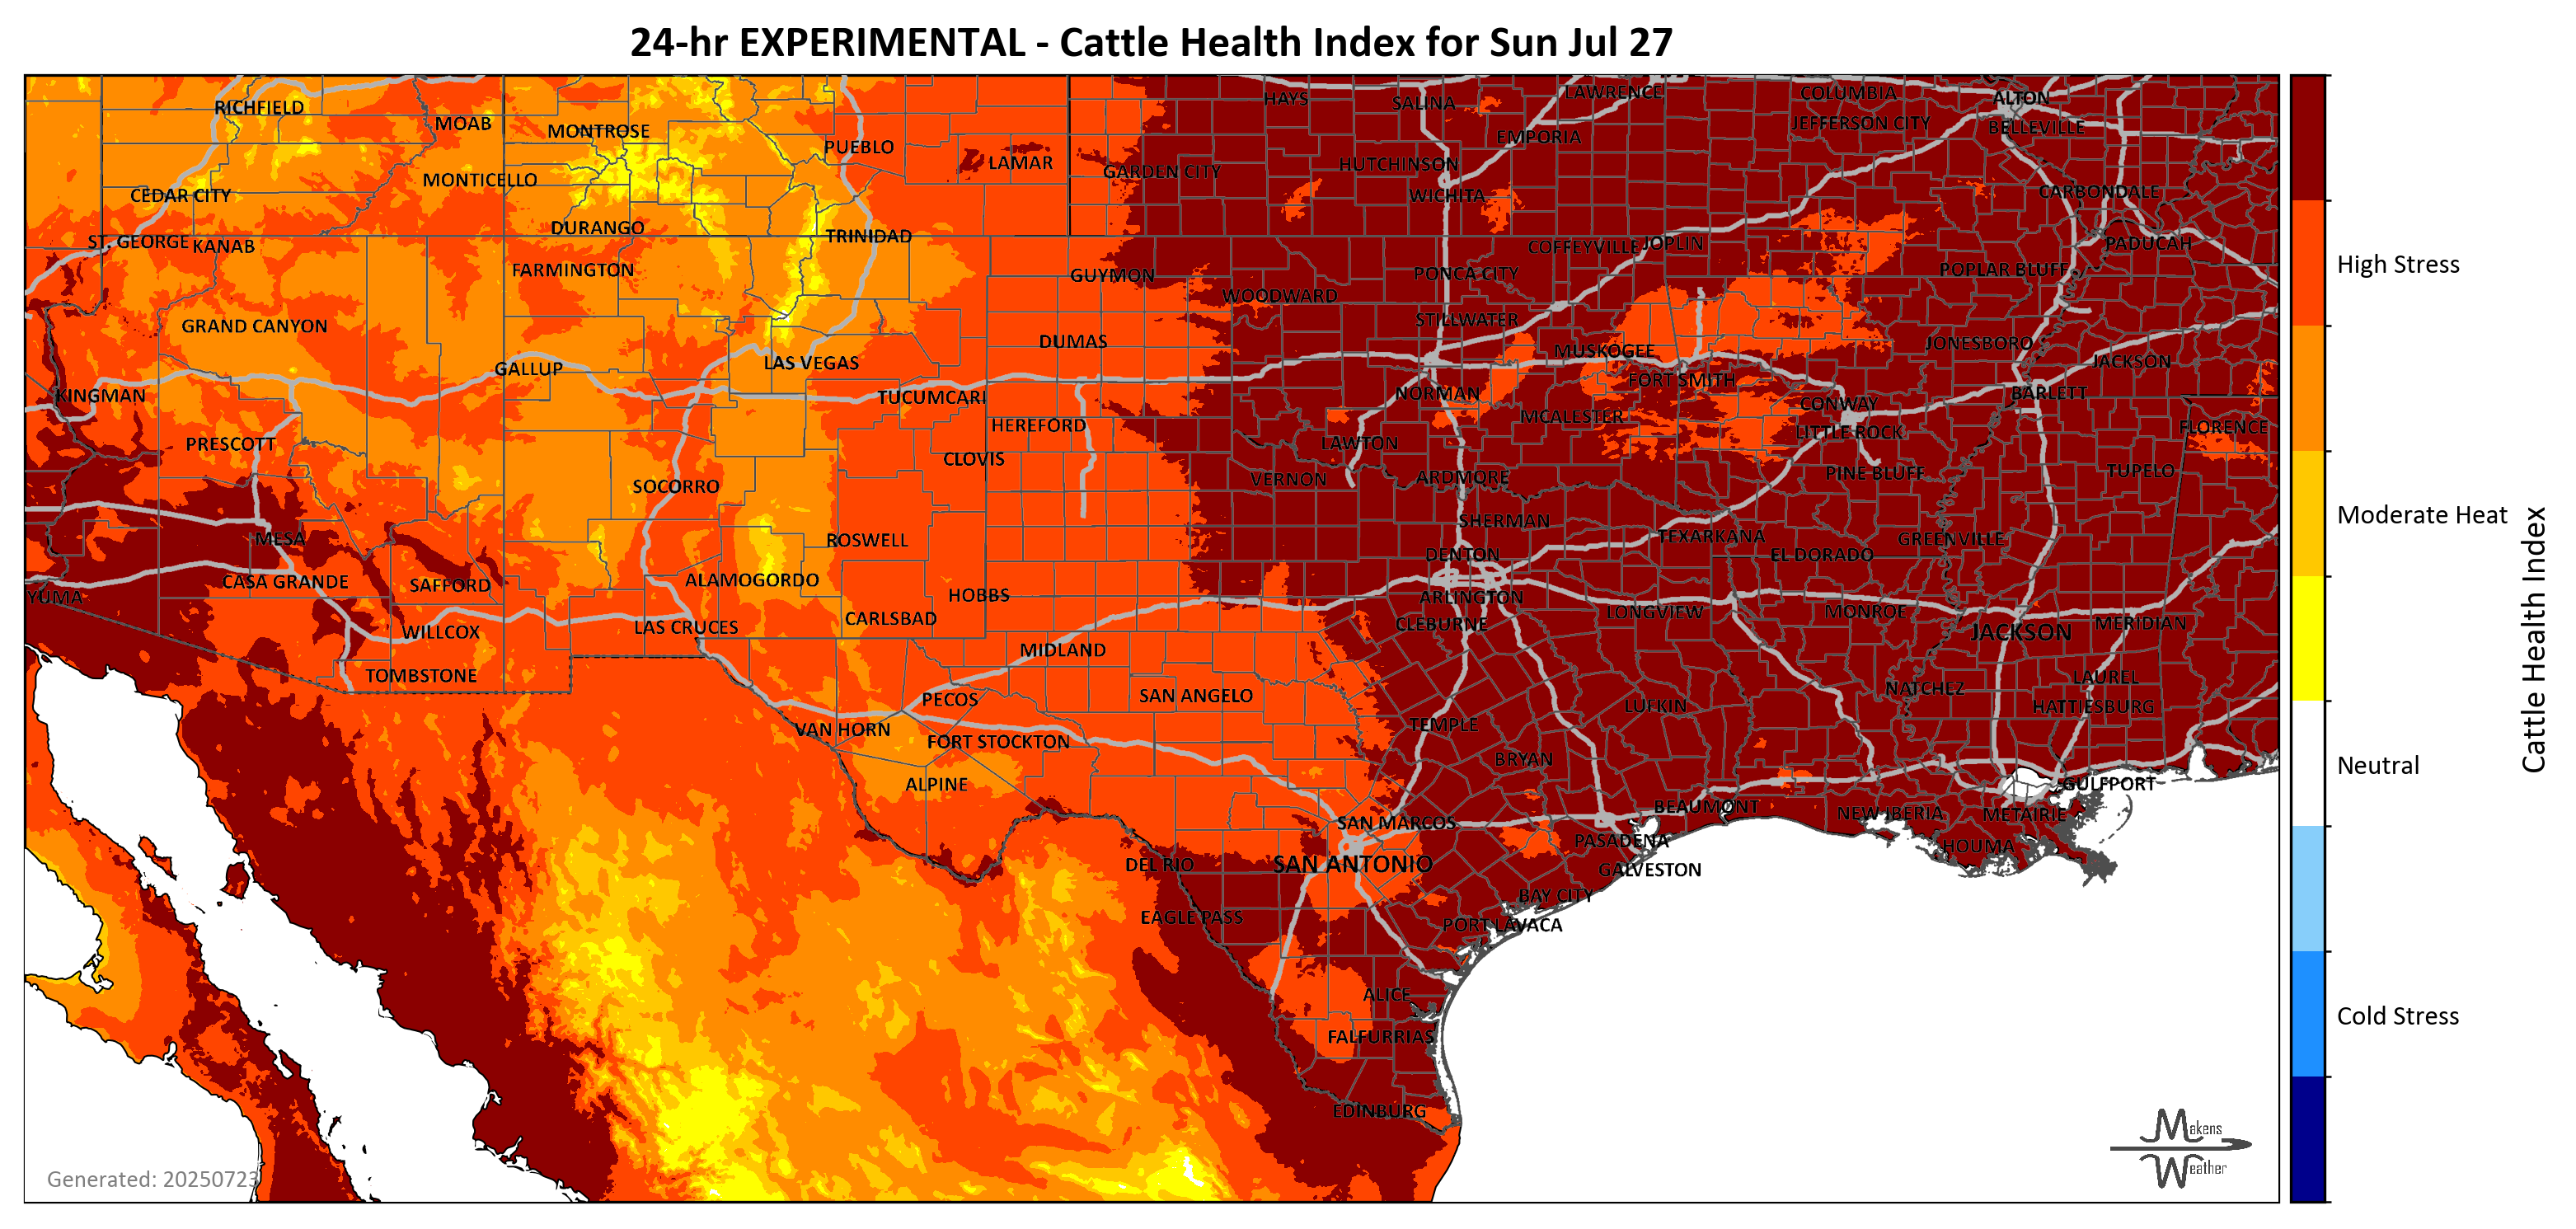 24-hr EXPERIMENTAL - Cattle Health Index for Sun Jul 27
RICHFIELD
MOAB
MONTROSE
PUEBLO
LAMAR
HAYS
SALINA
LAWRENCE
COLUMBIA
ALTON
JEFFERSON CITY
BELLEVILLE
EMPORIA
GARDEN CITY
HUTCHINSON
WICHITA
CARBONDALE
CEDAR CITY
MONTICELLO
DURANGO
TRINIDAD
ST. GEORGE
KANAB
FARMINGTON
GUYMON
COFFEYVILLE
JOPLIN
PADUCAH
PONCA CITY
POPLAR BLUFF
WOODWARD
STILLWATER
GRAND CANYON
DUMAS
MUSKOGEE
JONESBORO
JACKSON
GALLUP
LAS VEGAS
FORT SMITH
KINGMAN
TUCUMCARI
NORMAN
CONWAY
BARLETT
MCALESTER
HEREFORD
LITTLE ROCK
FLORENCE
PRESCOTT
LAWTON
CLOVIS
VERNON
ARDMORE
PINE BLUFF
TUPELO
SOCORRO
SHERMAN
MESA
ROSWELL
TEXARKANA
GREENVILLE
DENTON
EL DORADO
CASA GRANDE
SAFFORD
ALAMOGORDO
HOBBS
ARLINGTON
YUMA
CARLSBAD
LONGVIEW
MONROE
WILLCOX
LAS CRUCES
CLEBURNE
JACKSON
MERIDIAN
MIDLAND
TOMBSTONE
LAUREL
PECOS
SAN ANGELO
NATCHEZ
LUFKIN
HATTIESBURG
VAN HORN
TEMPLE
FORT STOCKTON
BRYAN
ALPINE
GULFPORT
BEAUMONT
NEW IBERIA
METAIRIE
SAN MARCOS
PASADENA
HOUMA
DEL RIO
SAN ANTONIO
GALVESTON
BAY CITY
EAGLE PASS
PORT LAVACA
ALICE
FALFURRIAS
EDINBURG
Generated: 20250723
Makens
Weather
High Stress
Moderate Heat
Neutral
Cold Stress
Cattle Health Index